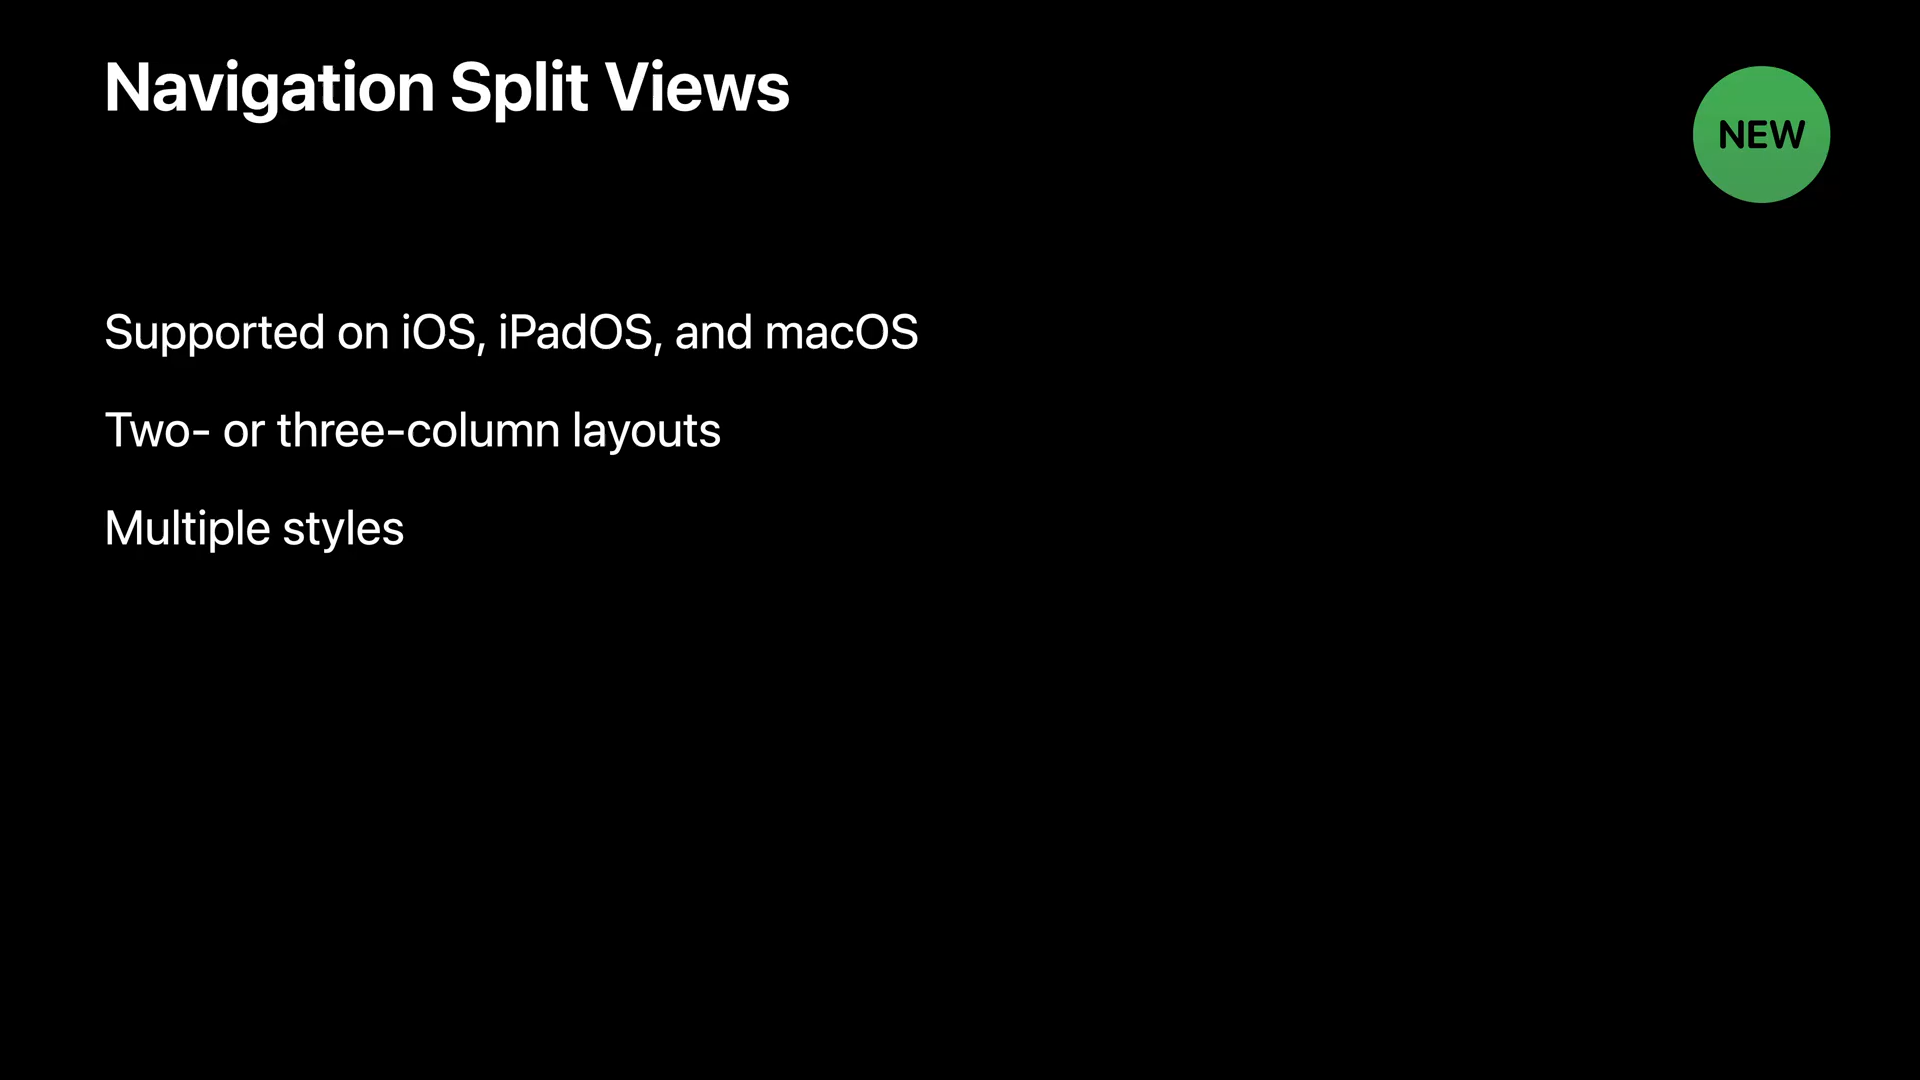 Navigation Split Views
NEW
Supported on iOS, iPadOS, and macOS
Two- or three-column layouts
Multiple styles